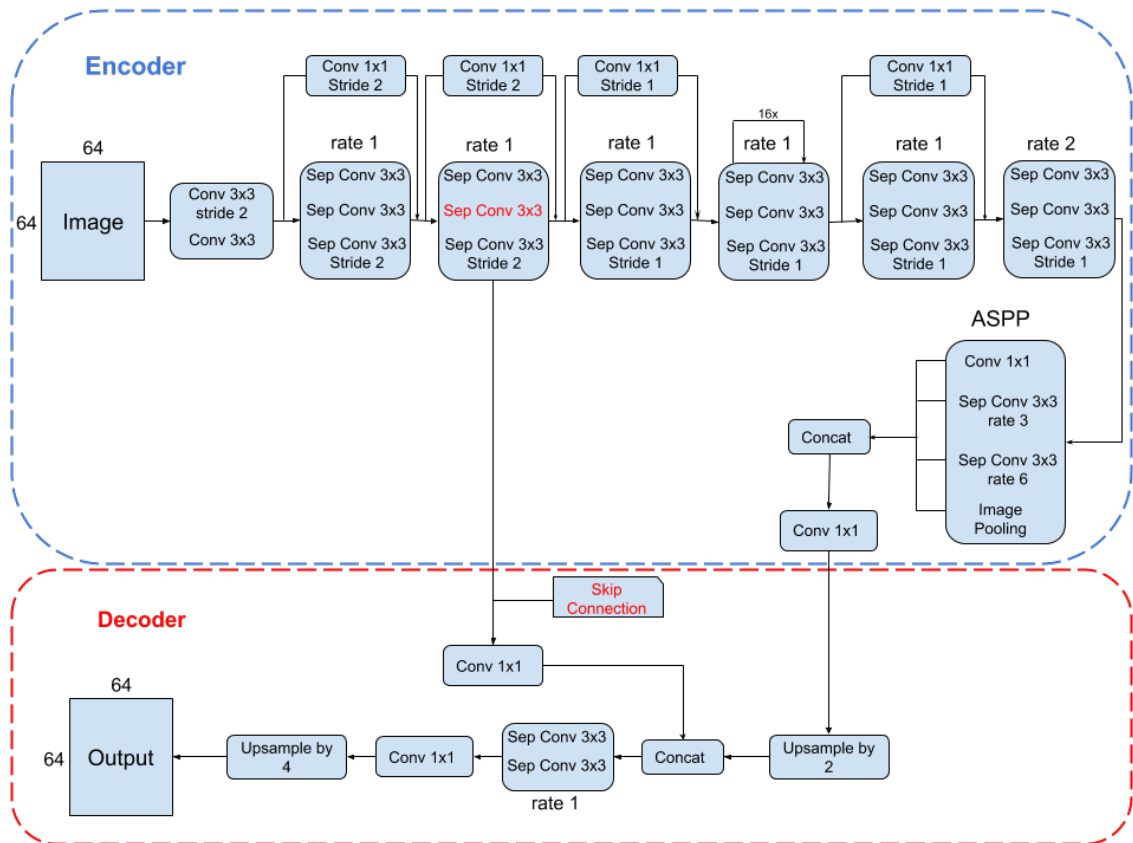 Encoder
Conv 1x1
Stride 2
Conv 1x1
Stride 2
Conv 1x1
Stride 1
Conv 1x1
Stride 1
16x
64
rate 1
rate 1
rate 1
rate 1
rate 1
rate 2
64
Image
Conv 3x3
stride 2
Conv 3x3
Sep Conv 3x3
Sep Conv 3x3
Sep Conv 3x3
Stride 2
Sep Conv 3x3
Sep Conv 3x3
Sep Conv 3x3
Stride 2
Sep Conv 3x3
Sep Conv 3x3
Sep Conv 3x3
Stride 1
Sep Conv 3x3
Sep Conv 3x3
Sep Conv 3x3
Stride 1
Sep Conv 3x3
Sep Conv 3x3
Sep Conv 3x3
Stride 1
Sep Conv 3x3
Sep Conv 3x3
Sep Conv 3x3
Stride 1
ASPP
Conv 1x1
Sep Conv 3x3
rate 3
Sep Conv 3x3
rate 6
Image
Pooling
Concat
Conv 1x1
Decoder
Skip
Connection
Conv 1x1
64
64
Output
Upsample by
4
Conv 1x1
Sep Conv 3x3
Sep Conv 3x3
rate 1
Concat
Upsample by
2